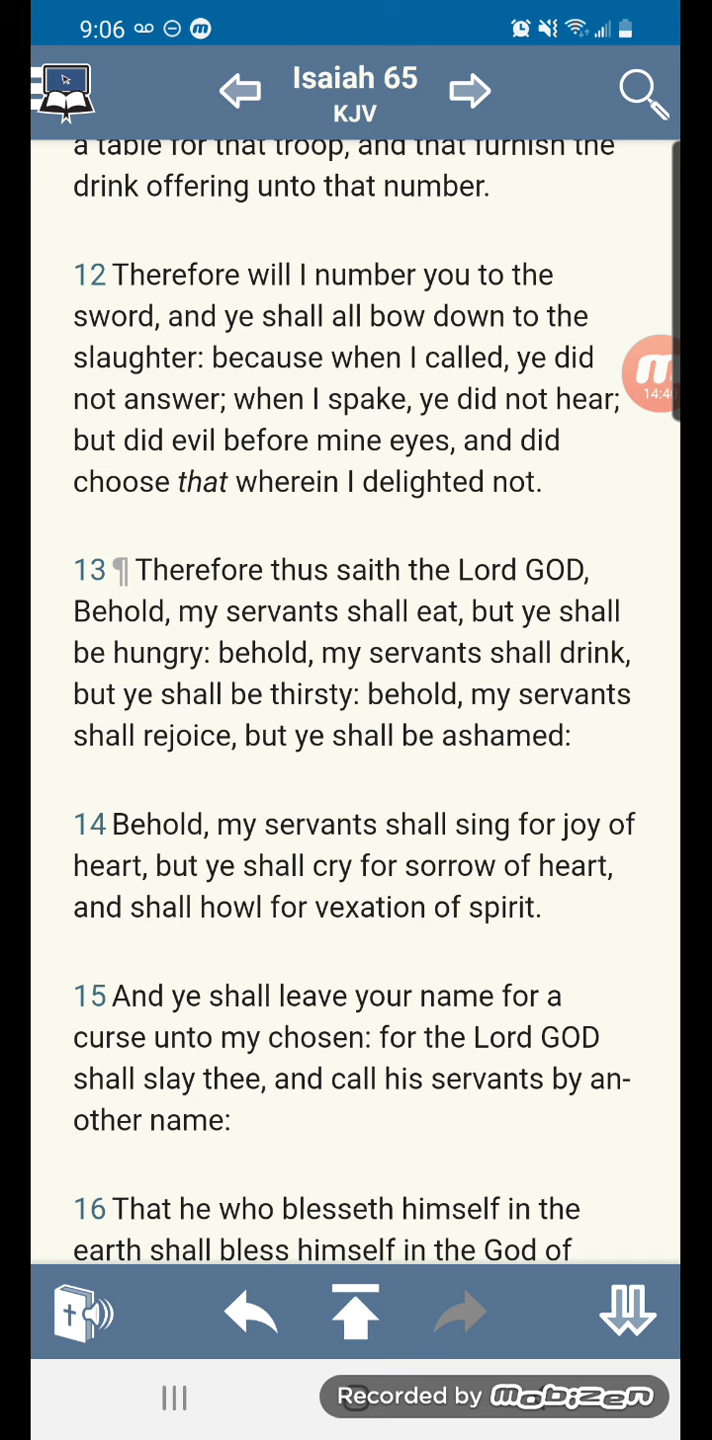 9:06
Isaiah 65
KJV
a table for that troop, and that furnish the
drink offering unto that number.
12 Therefore will I number you to the
sword, and ye shall all bow down to the
slaughter: because when I called, ye did
not answer; when I spake, ye did not hear;
but did evil before mine eyes, and did
choose that wherein I delighted not.
14:40
13 ¶ Therefore thus saith the Lord GOD,
Behold, my servants shall eat, but ye shall
be hungry: behold, my servants shall drink,
but ye shall be thirsty: behold, my servants
shall rejoice, but ye shall be ashamed:
14 Behold, my servants shall sing for joy of
heart, but ye shall cry for sorrow of heart,
and shall howl for vexation of spirit.
15 And ye shall leave your name for a
curse unto my chosen: for the Lord GOD
shall slay thee, and call his servants by an-
other name:
16 That he who blesseth himself in the
earth shall bless himself in the God of
Recorded by mobizen